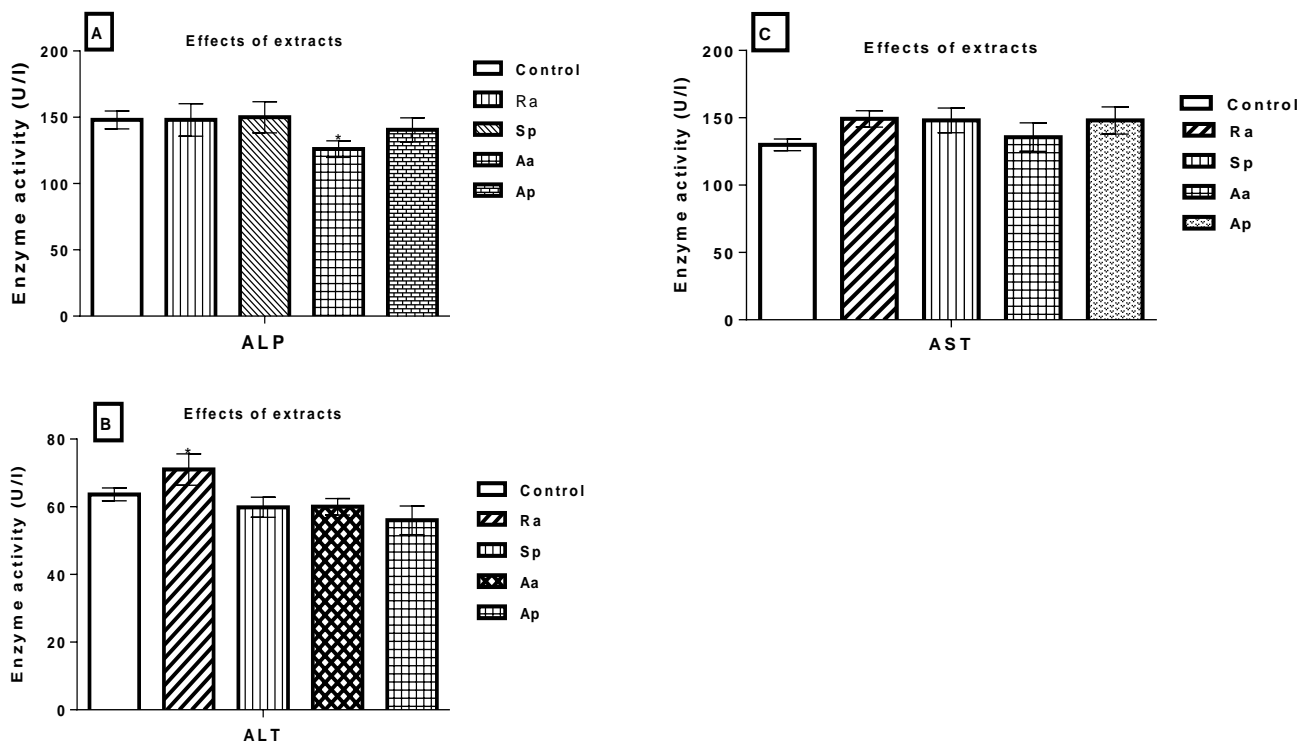 A
Effects of extracts
Enzyme activity (U/l)
200
150
100
50
0
*
ALP
Control
Ra
Sp
Aa
Ap
C
Effects of extracts
Enzyme activity (U/l)
200
150
100
50
0
AST
Control
Ra
Sp
Aa
Ap
B
Effects of extracts
Enzyme activity (U/l)
80
60
40
20
0
*
ALT
Control
Ra
Sp
Aa
Ap